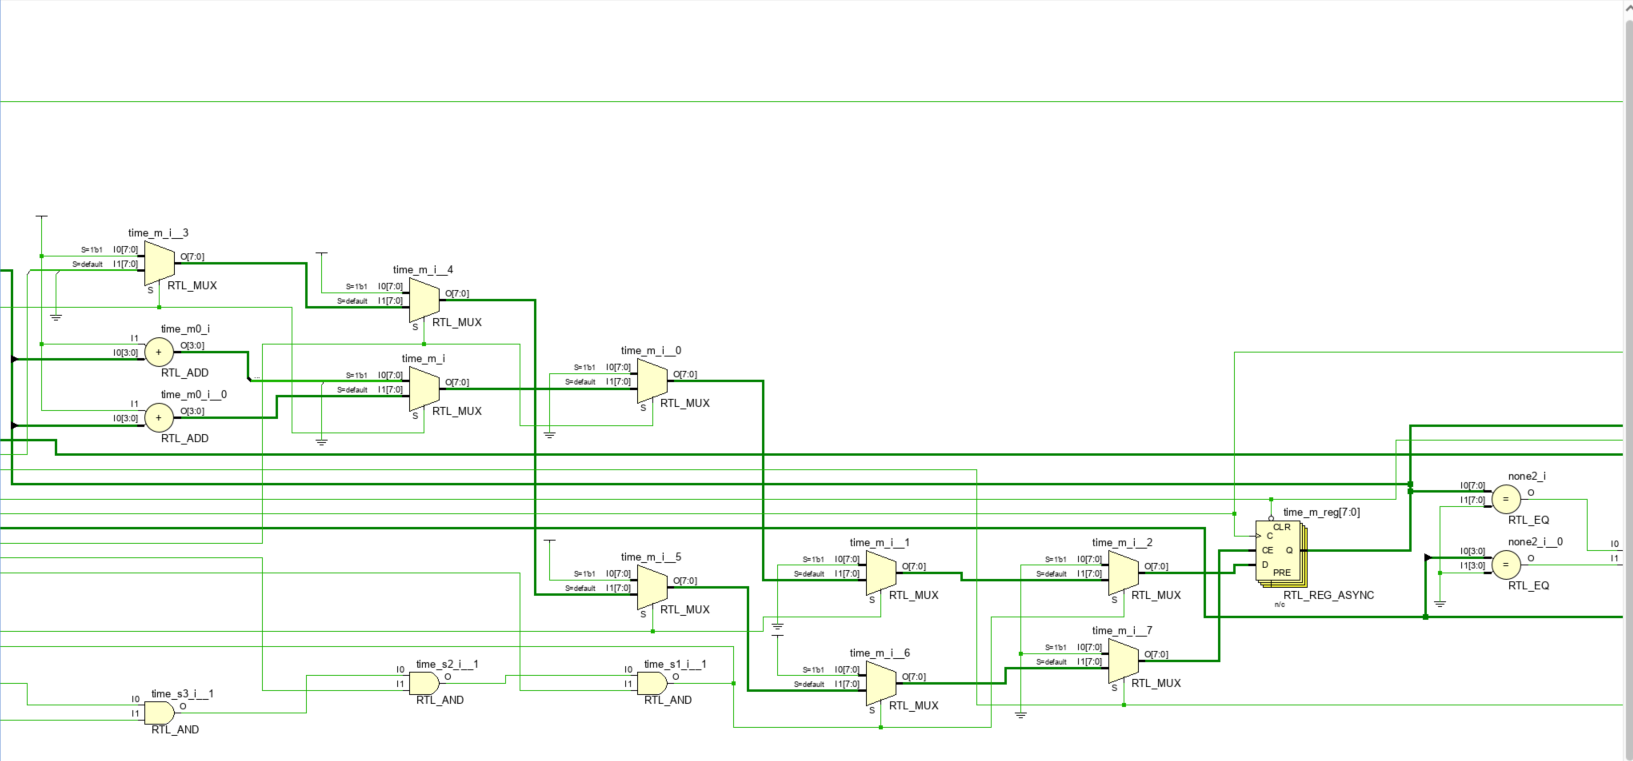 time_m_i__3
S=1'b1 I0[7:0]
S=default I1[7:0]
O[7:0]
S
RTL_MUX
time_m_i__4
S=1'b1 I0[7:0]
S=default I1[7:0]
O[7:0]
S
RTL_MUX
time_m0_i
I1
I0[3:0]
+
O[3:0]
RTL_ADD
time_m_i
S=1'b1 I0[7:0]
S=default I1[7:0]
O[7:0]
S
RTL_MUX
...
time_m_i__0
S=1'b1 I0[7:0]
S=default I1[7:0]
O[7:0]
S
RTL_MUX
time_m0_i__0
I1
I0[3:0]
+
O[3:0]
RTL_ADD
none2_i
I0[7:0]
I1[7:0]
=
O
RTL_EQ
time_m_reg[7:0]
CLR
C
CE
Q
D
PRE
RTL_REG_ASYNC
n/c
none2_i__0
I0[3:0]
I1[3:0]
=
O
RTL_EQ
I0
I1
time_m_i__5
S=1'b1 I0[7:0]
S=default I1[7:0]
O[7:0]
S
RTL_MUX
time_m_i__1
S=1'b1 I0[7:0]
S=default I1[7:0]
O[7:0]
S
RTL_MUX
time_m_i__2
S=1'b1 I0[7:0]
S=default I1[7:0]
O[7:0]
S
RTL_MUX
time_m_i__7
S=1'b1 I0[7:0]
S=default I1[7:0]
O[7:0]
S
RTL_MUX
time_m_i__6
S=1'b1 I0[7:0]
S=default I1[7:0]
O[7:0]
S
RTL_MUX
time_s2_i__1
I0
I1
O
RTL_AND
time_s1_i__1
I0
I1
O
RTL_AND
time_s3_i__1
I0
I1
O
RTL_AND